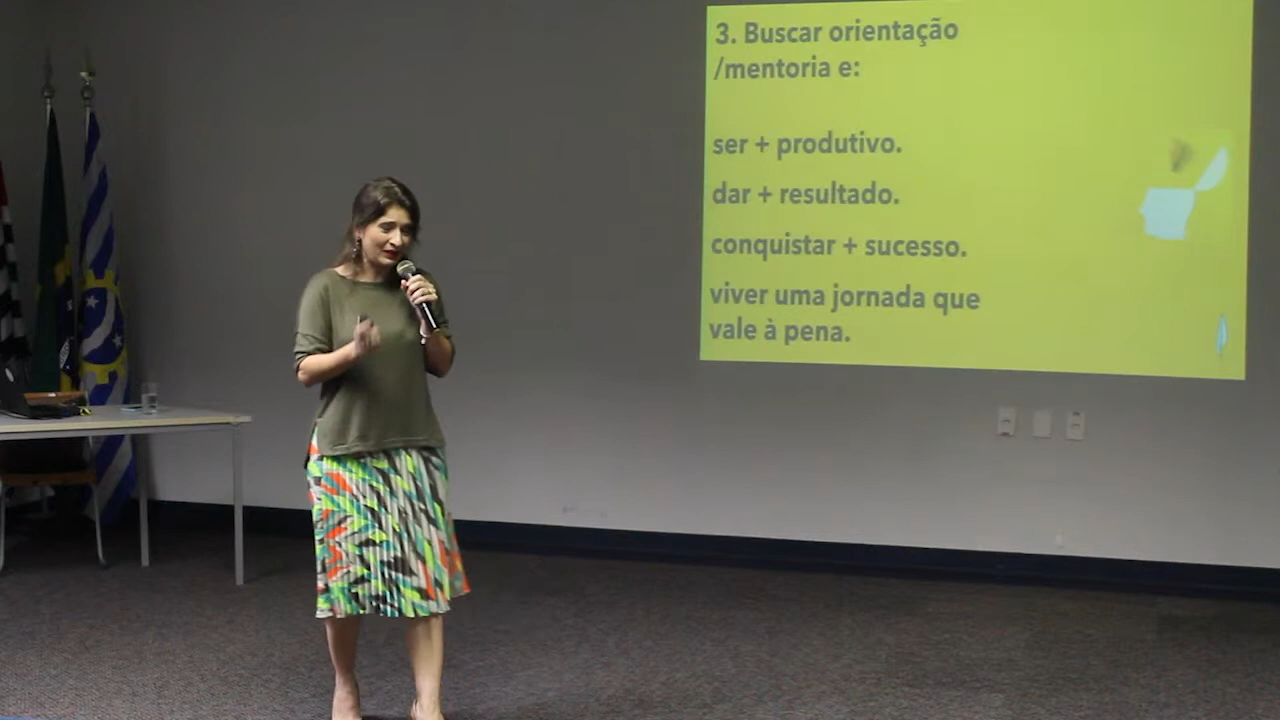 3. Buscar orientação
/mentoria e:
ser + produtivo.
dar + resultado.
conquistar + sucesso.
viver uma jornada que
vale à pena.